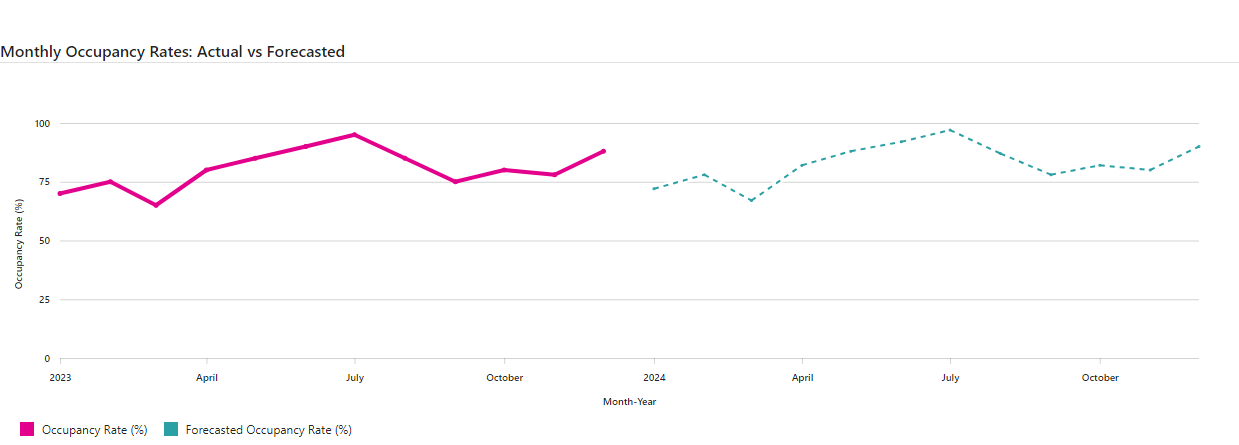 Monthly Occupancy Rates: Actual vs Forecasted
100
75
50
25
0
Occupancy Rate (%)
2023 April July October 2024 April July October
Month-Year
Occupancy Rate (%) Forecasted Occupancy Rate (%)